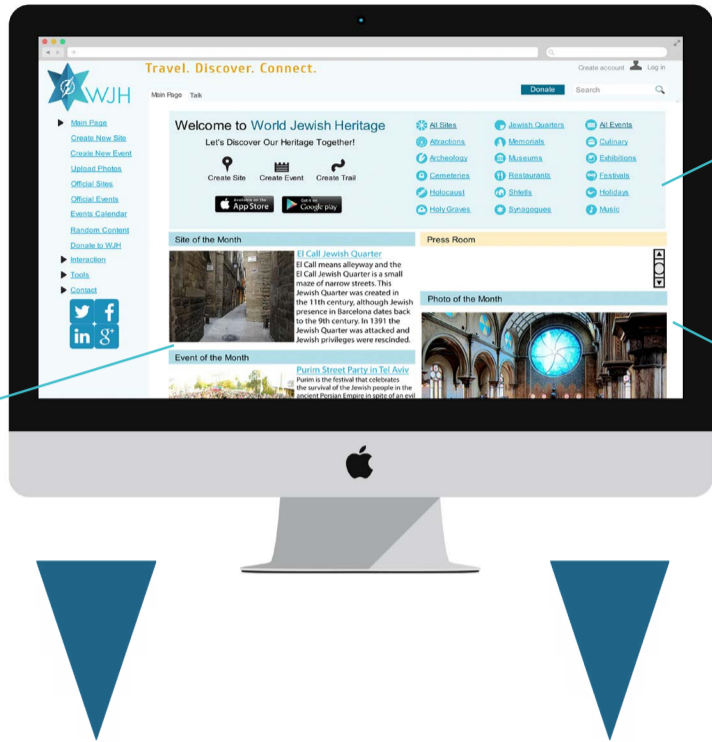 Travel. Discover. Connect.
Create account Log in
WJH
Main Page Talk
Donate
Search
Main Page
Create New Site
Create New Event
Upload Photos
Official Sites
Official Events
Events Calendar
Random Content
Donate to WJH
Interaction
Tools
Contact
f
in g+
Welcome to World Jewish Heritage
Let's Discover Our Heritage Together!
Create Site Create Event Create Trail
Available on the
App Store
Get it on
Google play
All Sites
Attractions
Archeology
Cemeteries
Holocaust
Holy Graves
Jewish Quarters
Memorials
Museums
Restaurants
Shtetls
Synagogues
All Events
Culinary
Exhibitions
Festivals
Holidays
Music
Site of the Month
El Call Jewish Quarter
El Call means alleyway and the
El Call Jewish Quarter is a small
maze of narrow streets. This
Jewish Quarter was created in
the 11th century, although Jewish
presence in Barcelona dates back
to the 9th century. In 1391 the
Jewish Quarter was attacked and
Jewish privileges were rescinded.
Event of the Month
Purim Street Party in Tel Aviv
Purim is the festival that celebrates
the survival of the Jewish people in the
ancient Persian Empire in spite of an evil
Press Room
Photo of the Month